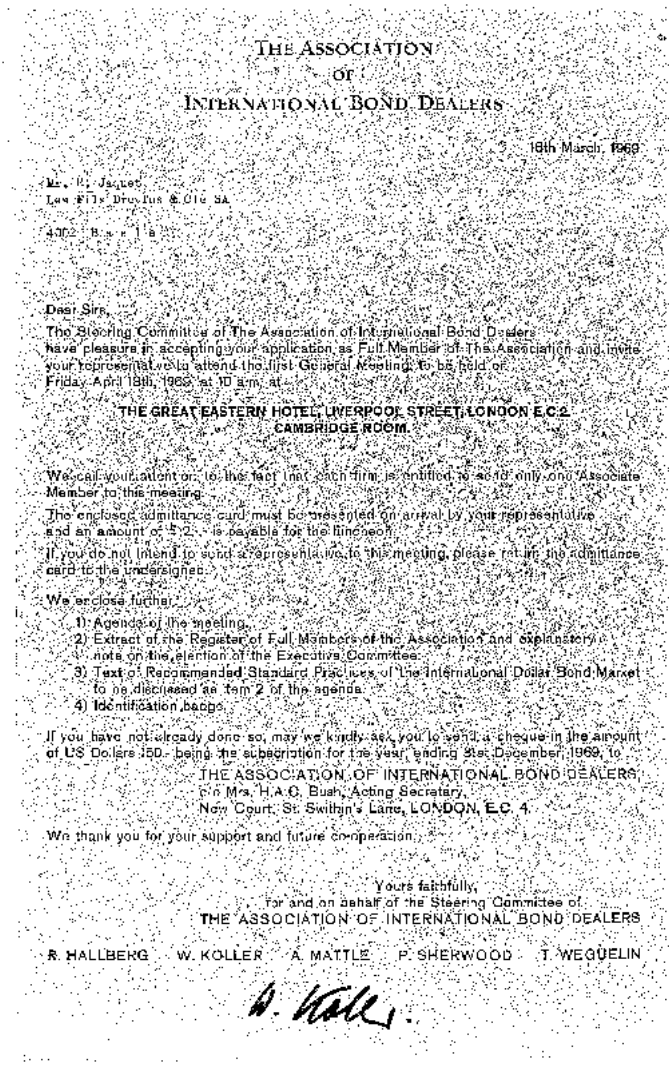 THE ASSOCIATION
OF
INTERNATIONAL BOND DEALERS
18th March, 1969
Mr. Jaquet
Les Fils Dreyfus & Cie SA
4002 B a s l e
Dear Sirs,
The Steering Committee of The Association of International Bond Dealers
have pleasure in accepting your application as Full Member of The Association and invite
your representative to attend the first General Meeting, to be held on
Friday April 18th, 1969, at 10 a.m. at
THE GREAT EASTERN HOTEL, LIVERPOOL STREET, LONDON E.C.2.
CAMBRIDGE ROOM.
We call your attention to the fact that each firm is entitled to send only one Associate
Member to this meeting.
The enclosed admittance card must be presented on arrival by your representative
and an amount of is payable for the luncheon.
If you do not intend to send a representative to this meeting, please return the admittance
card to the undersigned.
We enclose further:
1) Agenda of the meeting.
2) Extract of the Register of Full Members of the Association and explanatory
note on the election of the Executive Committee.
3) Text of Recommended Standard Practices of the International Dollar Bond Market
to be discussed as item 2 of the agenda.
4) Identification badge.
If you have not already done so, may we kindly ask you to send a cheque in the amount
of US Dollars 150.- being the subscription for the year, ending 31st December, 1969, to
THE ASSOCIATION OF INTERNATIONAL BOND DEALERS,
c/o Mrs. H.A.C. Bush, Acting Secretary,
New Court, St. Swithin's Lane, LONDON, E.C. 4.
We thank you for your support and future co-operation.
Yours faithfully,
for and on behalf of the Steering Committee of
THE ASSOCIATION OF INTERNATIONAL BOND DEALERS
R. HALLBERG W. KOLLER A. MATTLE P. SHERWOOD T. WEGUELIN
W. Koller.